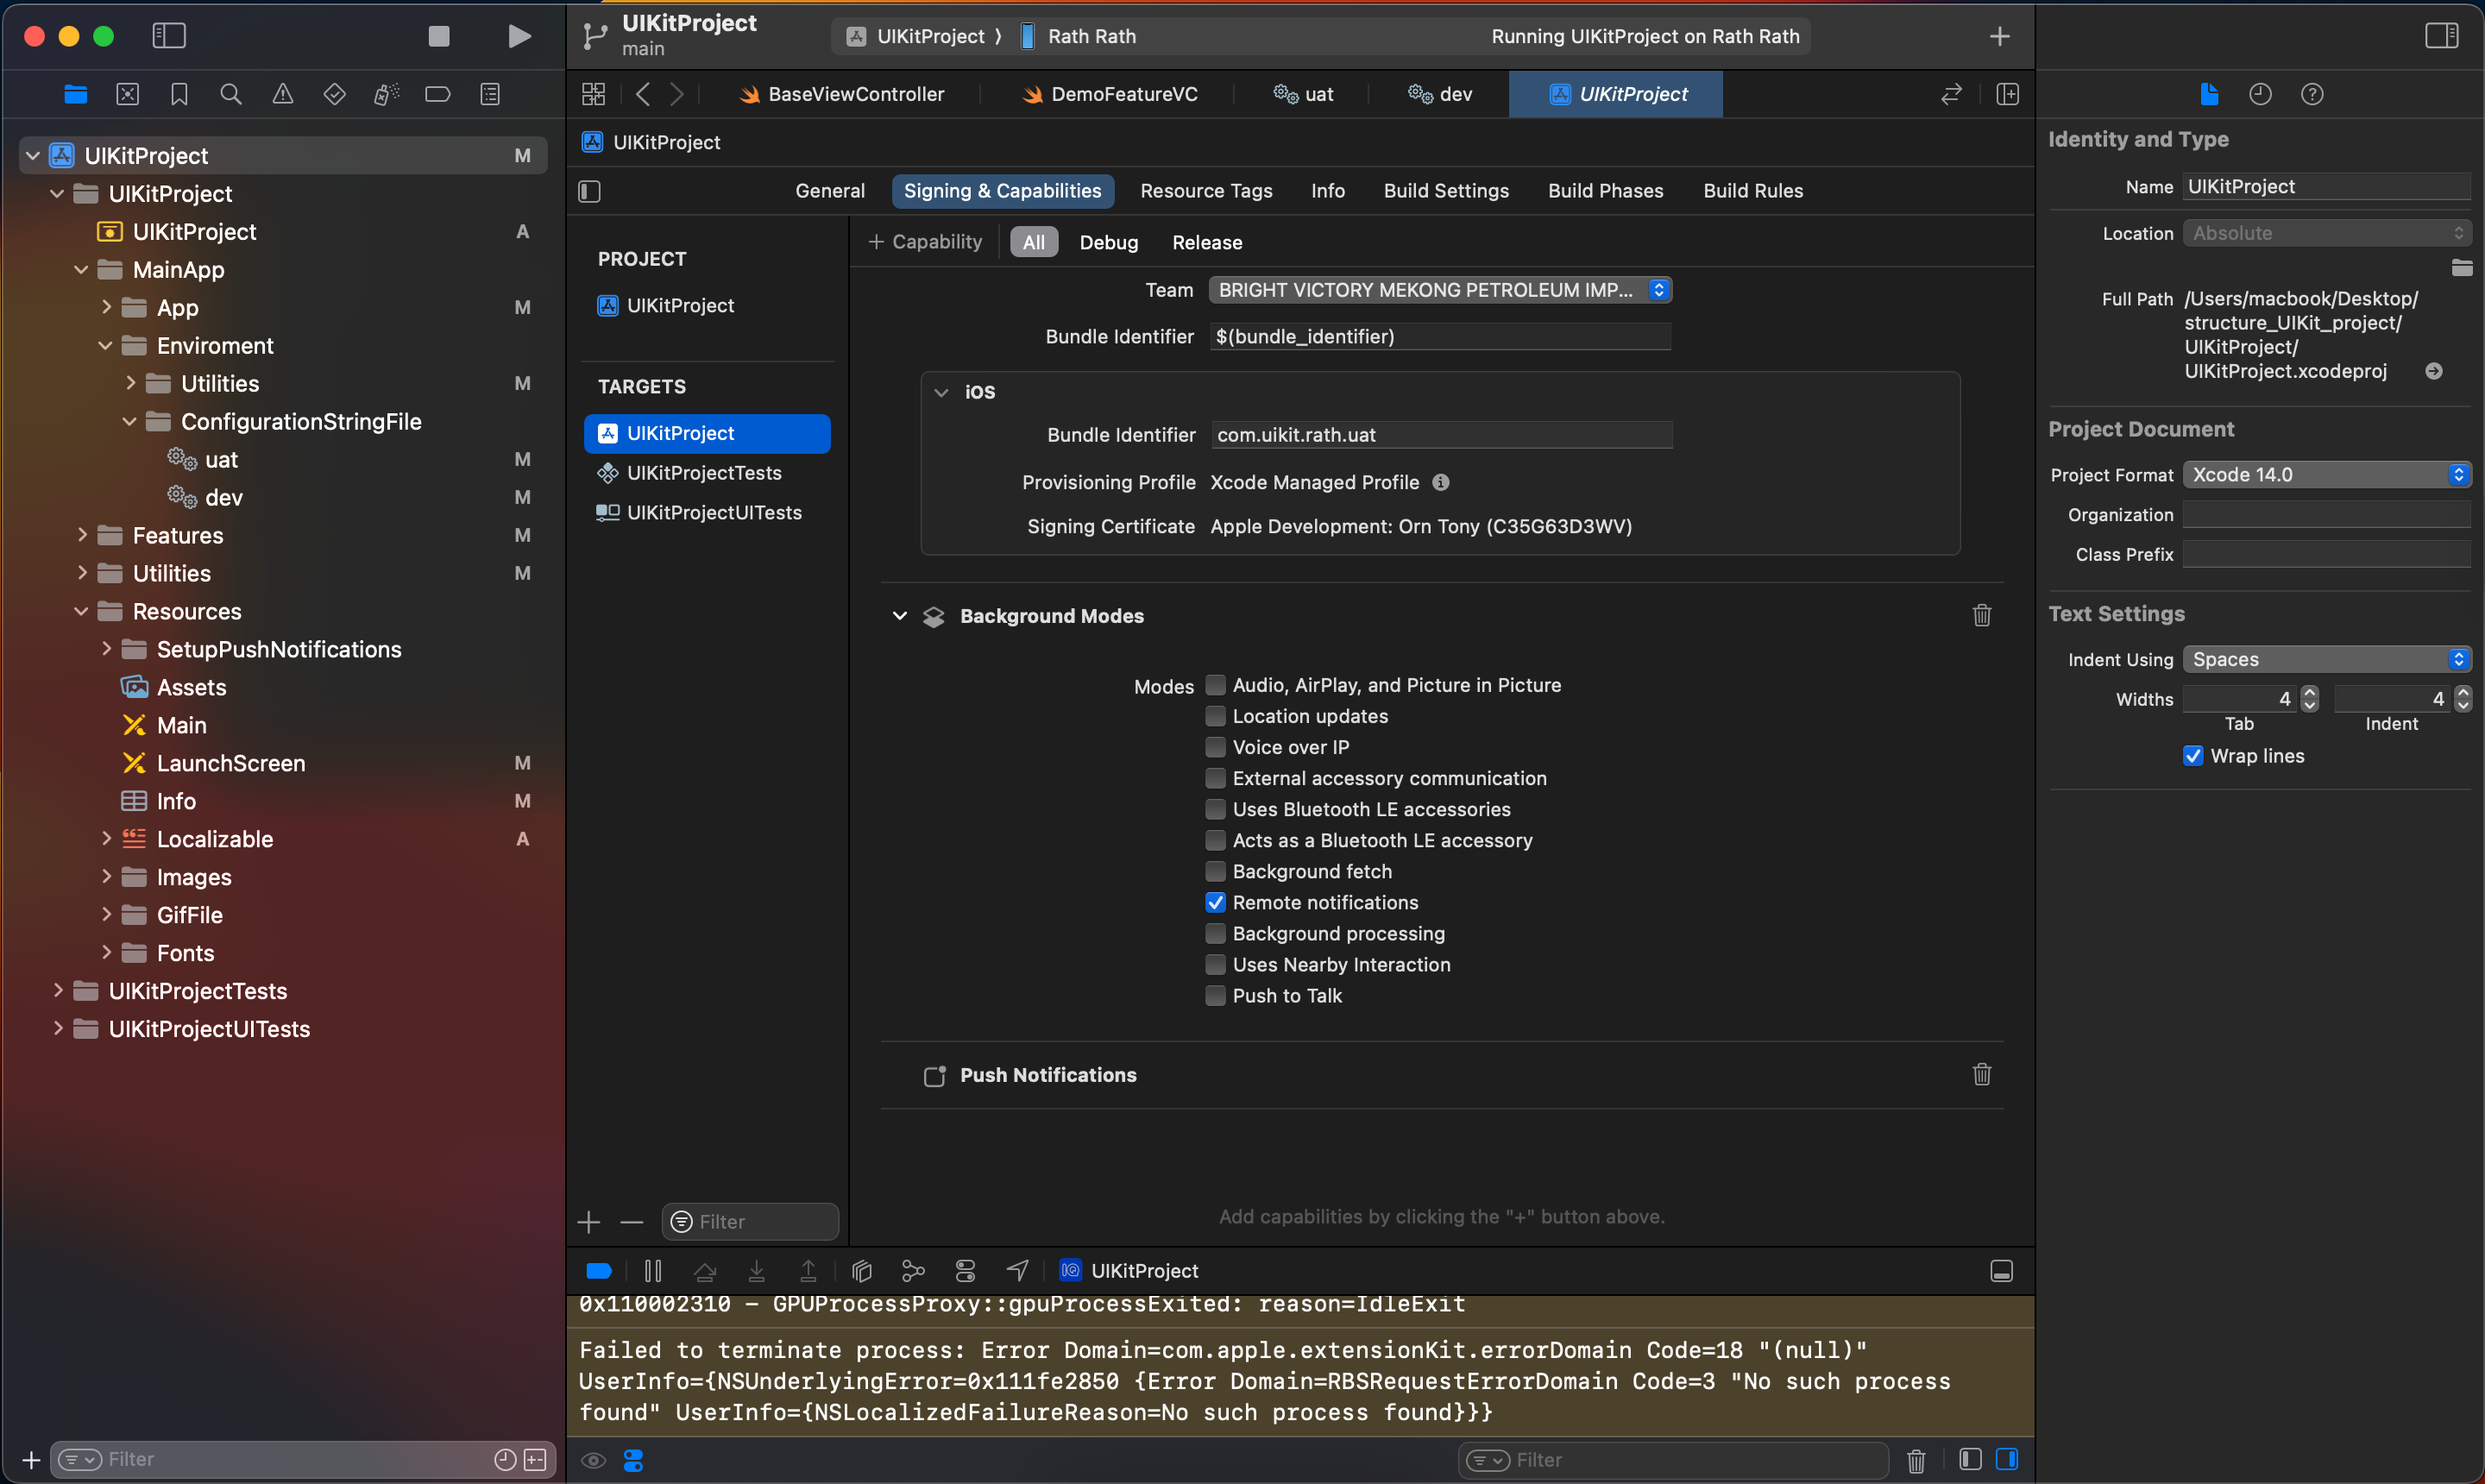 UIKitProject
main
UIKitProject ⟩ Rath Rath
Running UIKitProject on Rath Rath
BaseViewController
DemoFeatureVC
uat
dev
UIKitProject
UIKitProject M
UIKitProject
UIKitProject A
MainApp
App M
Enviroment
Utilities M
ConfigurationStringFile
uat M
dev M
Features M
Utilities M
Resources
SetupPushNotifications
Assets
Main
LaunchScreen M
Info M
Localizable A
Images
GifFile
Fonts
UIKitProjectTests
UIKitProjectUITests
Filter
UIKitProject
General
Signing & Capabilities
Resource Tags
Info
Build Settings
Build Phases
Build Rules
PROJECT
UIKitProject
TARGETS
UIKitProject
UIKitProjectTests
UIKitProjectUITests
Filter
+ Capability
All
Debug
Release
Team BRIGHT VICTORY MEKONG PETROLEUM IMP...
Bundle Identifier $(bundle_identifier)
iOS
Bundle Identifier com.uikit.rath.uat
Provisioning Profile Xcode Managed Profile
Signing Certificate Apple Development: Orn Tony (C35G63D3WV)
Background Modes
Modes Audio, AirPlay, and Picture in Picture
Location updates
Voice over IP
External accessory communication
Uses Bluetooth LE accessories
Acts as a Bluetooth LE accessory
Background fetch
Remote notifications
Background processing
Uses Nearby Interaction
Push to Talk
Push Notifications
Add capabilities by clicking the "+" button above.
UIKitProject
0x110002310 - GPUProcessProxy::gpuProcessExited: reason=IdleExit
Failed to terminate process: Error Domain=com.apple.extensionKit.errorDomain Code=18 "(null)"
UserInfo={NSUnderlyingError=0x111fe2850 {Error Domain=RBSRequestErrorDomain Code=3 "No such process
found" UserInfo={NSLocalizedFailureReason=No such process found}}}
Filter
Identity and Type
Name UIKitProject
Location Absolute
Full Path /Users/macbook/Desktop/
structure_UIKit_project/
UIKitProject/
UIKitProject.xcodeproj
Project Document
Project Format Xcode 14.0
Organization
Class Prefix
Text Settings
Indent Using Spaces
Widths 4 4
Tab Indent
Wrap lines